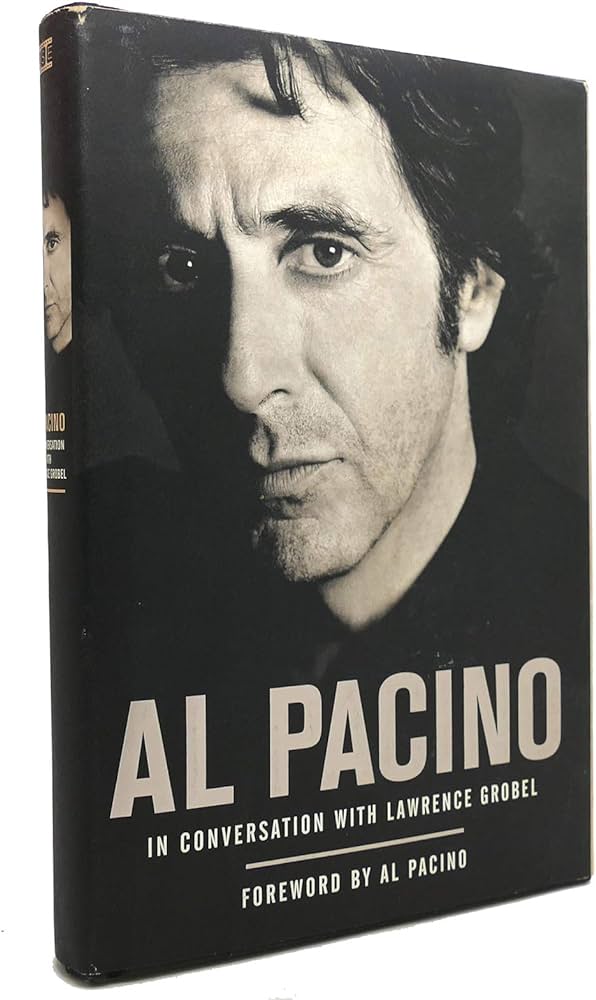 AL PACINO
IN CONVERSATION WITH LAWRENCE GROBEL
FOREWORD BY AL PACINO